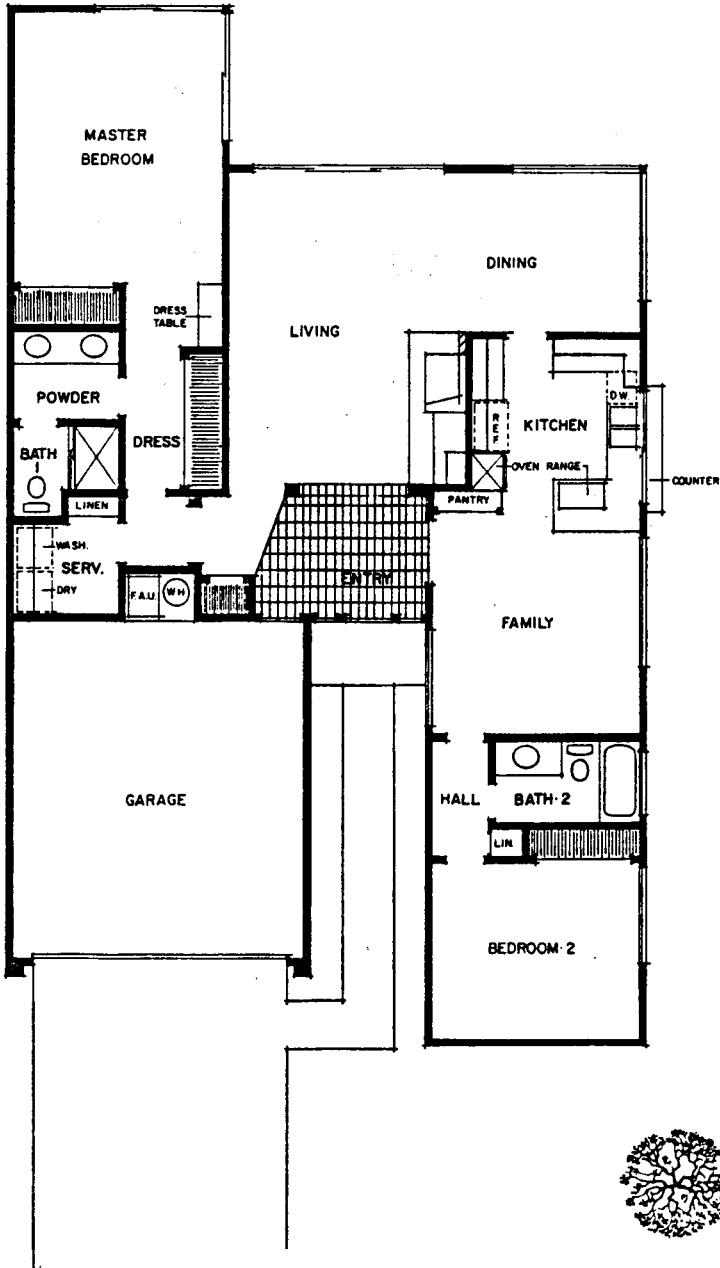 MASTER
BEDROOM
DINING
DRESS
TABLE
LIVING
POWDER
D.W.
REF
KITCHEN
DRESS
BATH
OVEN RANGE
COUNTER
LINEN
PANTRY
WASH.
SERV.
DRY
F.A.U.
WH
ENTRY
FAMILY
GARAGE
HALL
BATH·2
LIN.
BEDROOM·2